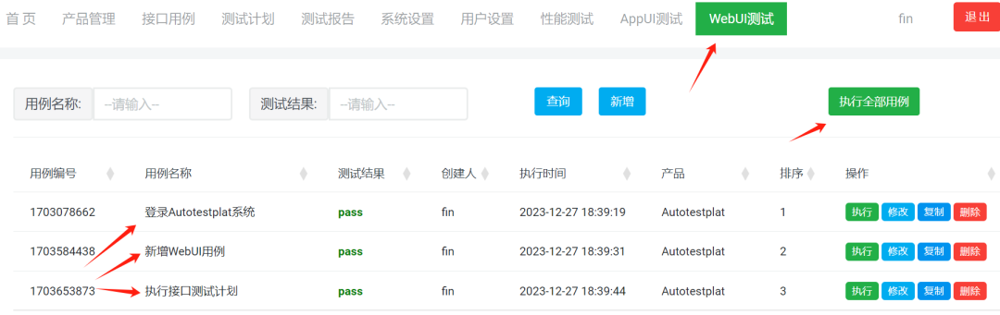 首 页 产品管理 接口用例 测试计划 测试报告 系统设置 用户设置 性能测试 AppUI测试 WebUI测试 fin 退出
用例名称: --请输入-- 测试结果: --请输入-- 查询 新增 执行全部用例
用例编号 用例名称 测试结果 创建人 执行时间 产品 排序 操作
1703078662 登录Autotestplat系统 pass fin 2023-12-27 18:39:19 Autotestplat 1 执行 修改 复制 删除
1703584438 新增WebUI用例 pass fin 2023-12-27 18:39:31 Autotestplat 2 执行 修改 复制 删除
1703653873 执行接口测试计划 pass fin 2023-12-27 18:39:44 Autotestplat 3 执行 修改 复制 删除